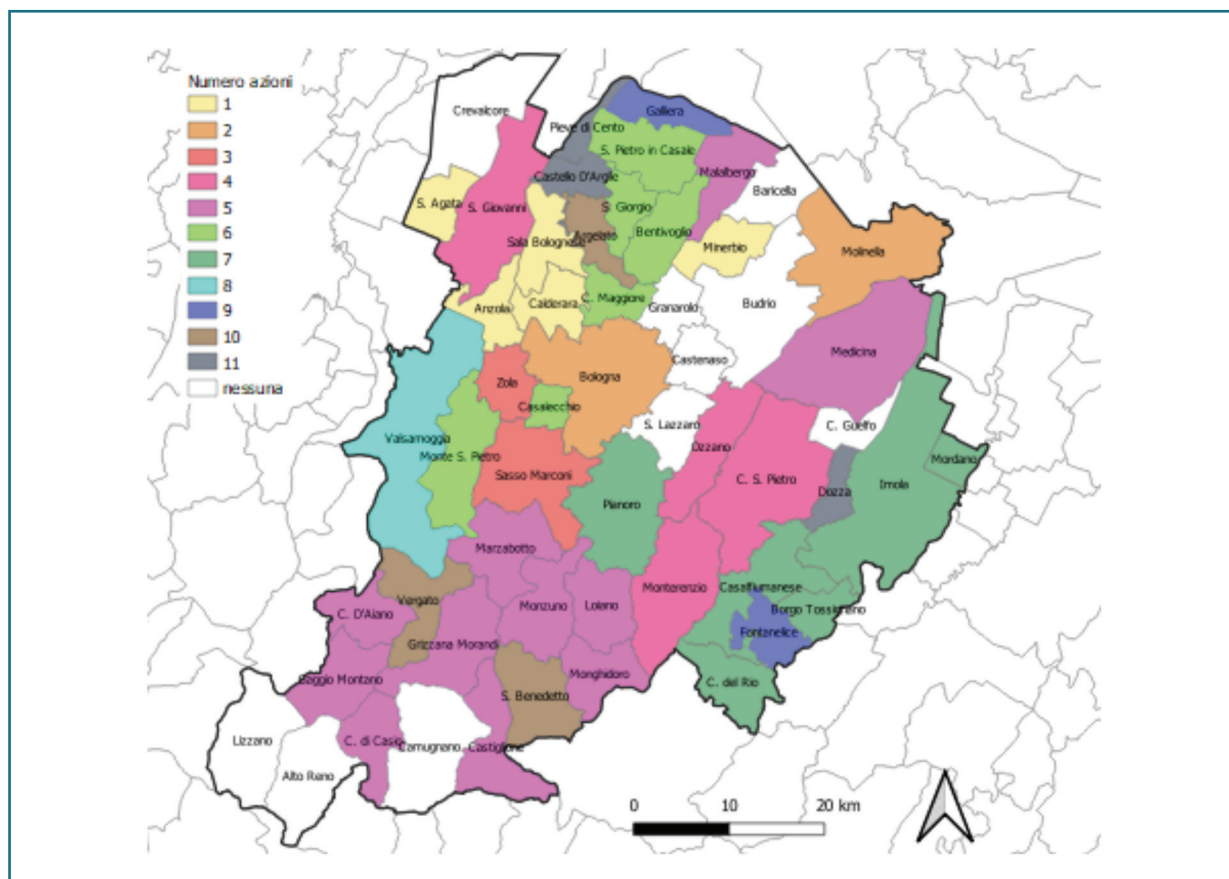 Numero azioni
1
2
3
4
5
6
7
8
9
10
11
nessuna
Crevalcore
Galliera
Pieve di Cento
S. Pietro in Casale
Castello D'Argile
Malalbergo
Baricella
S. Agata
S. Giovanni
S. Giorgio
Sala Bolognese
Argelato
Bentivoglio
Minerbio
Molinella
Anzola
Calderara
C. Maggiore
Granarolo
Budrio
Medicina
Castenaso
Bologna
Zola
Casalecchio
S. Lazzaro
C. Guelfo
Valsamoggia
Monte S. Pietro
Ozzano
Mordano
Sasso Marconi
C. S. Pietro
Dozza
Imola
Pianoro
Marzabotto
Monterenzio
Casalfiumanese
Vergato
C. D'Aiano
Monzuno
Loiano
Borgo Tossignano
Fontanelice
Grizzana Morandi
Gaggio Montano
Monghidoro
C. del Rio
S. Benedetto
Lizzano
C. di Casio
Camugnano
Castiglione
Alto Reno
0 10 20 km